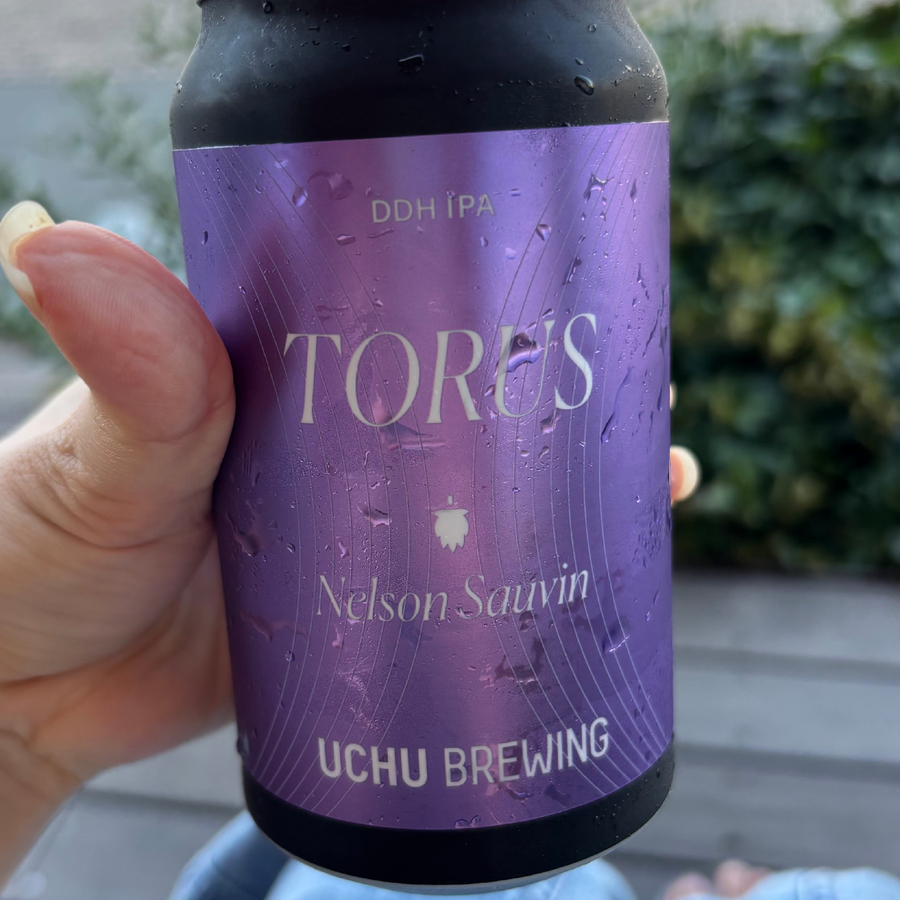 DDH IPA
TORUS
Nelson Sauvin
UCHU BREWING